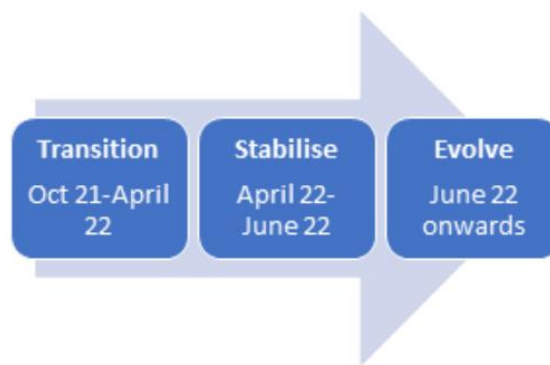 Transition
Oct 21-April
22
Stabilise
April 22-
June 22
Evolve
June 22
onwards